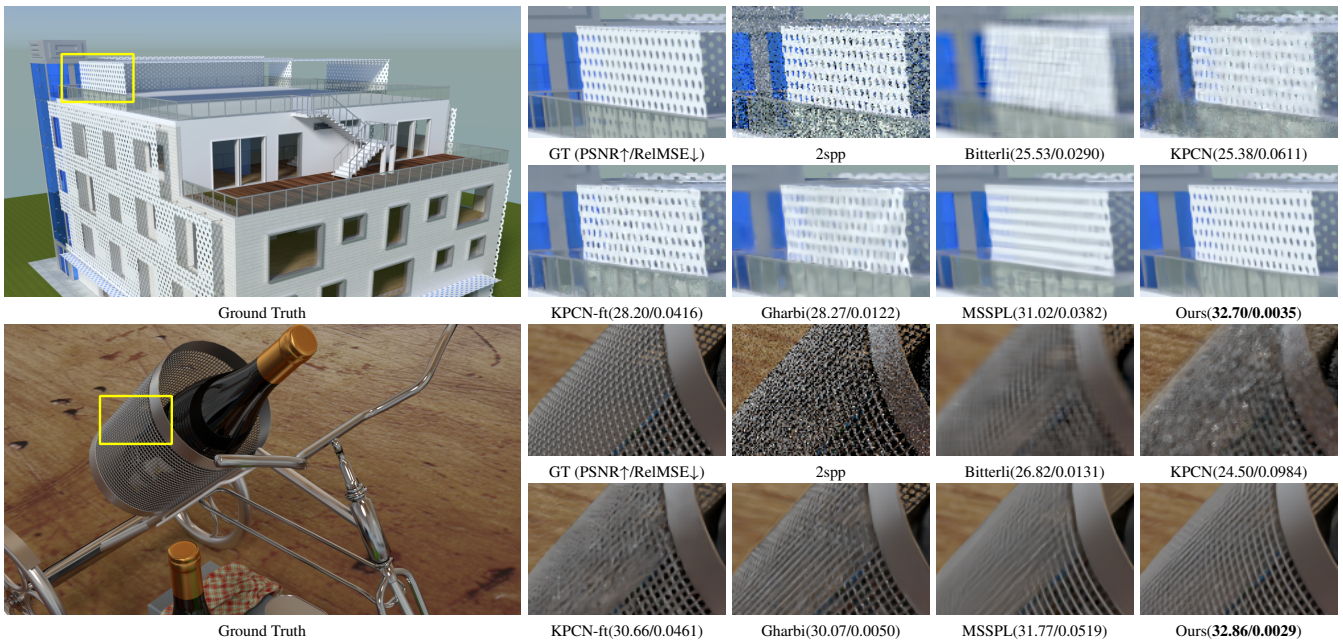 GT (PSNR↑/RelMSE↓)
2spp
Bitterli(25.53/0.0290)
KPCN(25.38/0.0611)
Ground Truth
KPCN-ft(28.20/0.0416)
Gharbi(28.27/0.0122)
MSSPL(31.02/0.0382)
Ours(32.70/0.0035)
GT (PSNR↑/RelMSE↓)
2spp
Bitterli(26.82/0.0131)
KPCN(24.50/0.0984)
Ground Truth
KPCN-ft(30.66/0.0461)
Gharbi(30.07/0.0050)
MSSPL(31.77/0.0519)
Ours(32.86/0.0029)